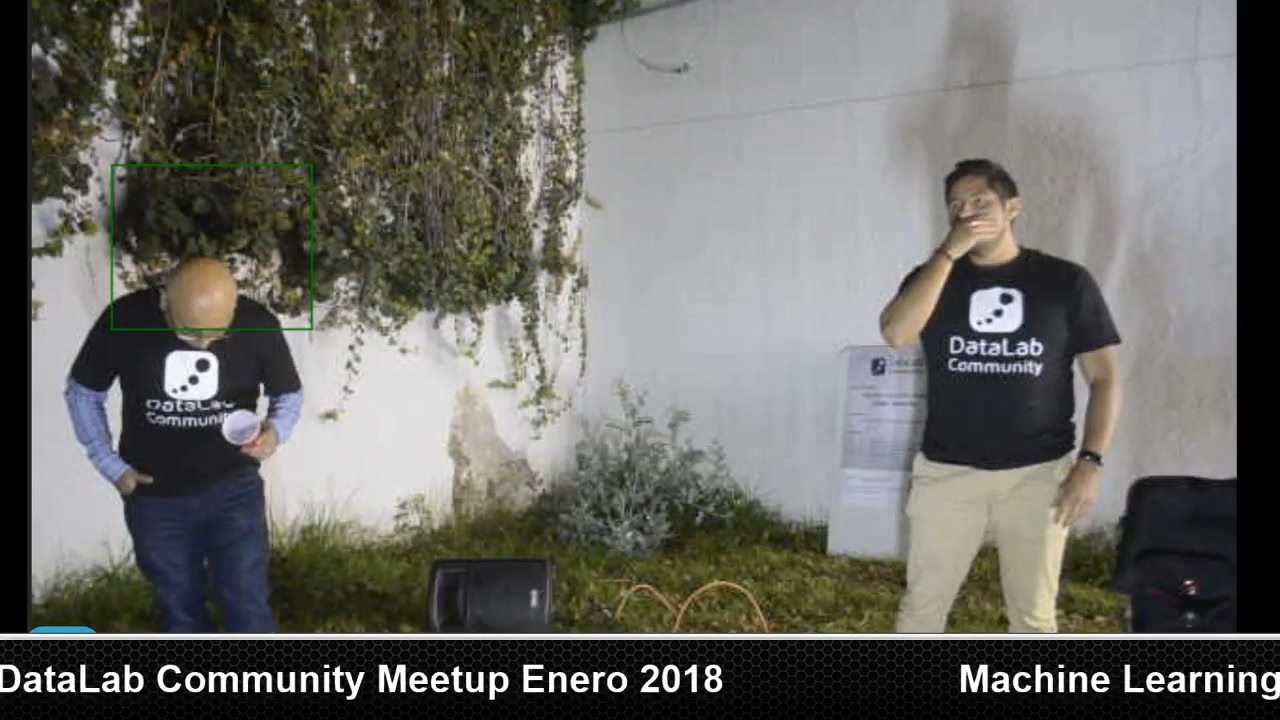 DataLab
Community
DataLab
Community
DataLab Community Meetup Enero 2018
Machine Learning